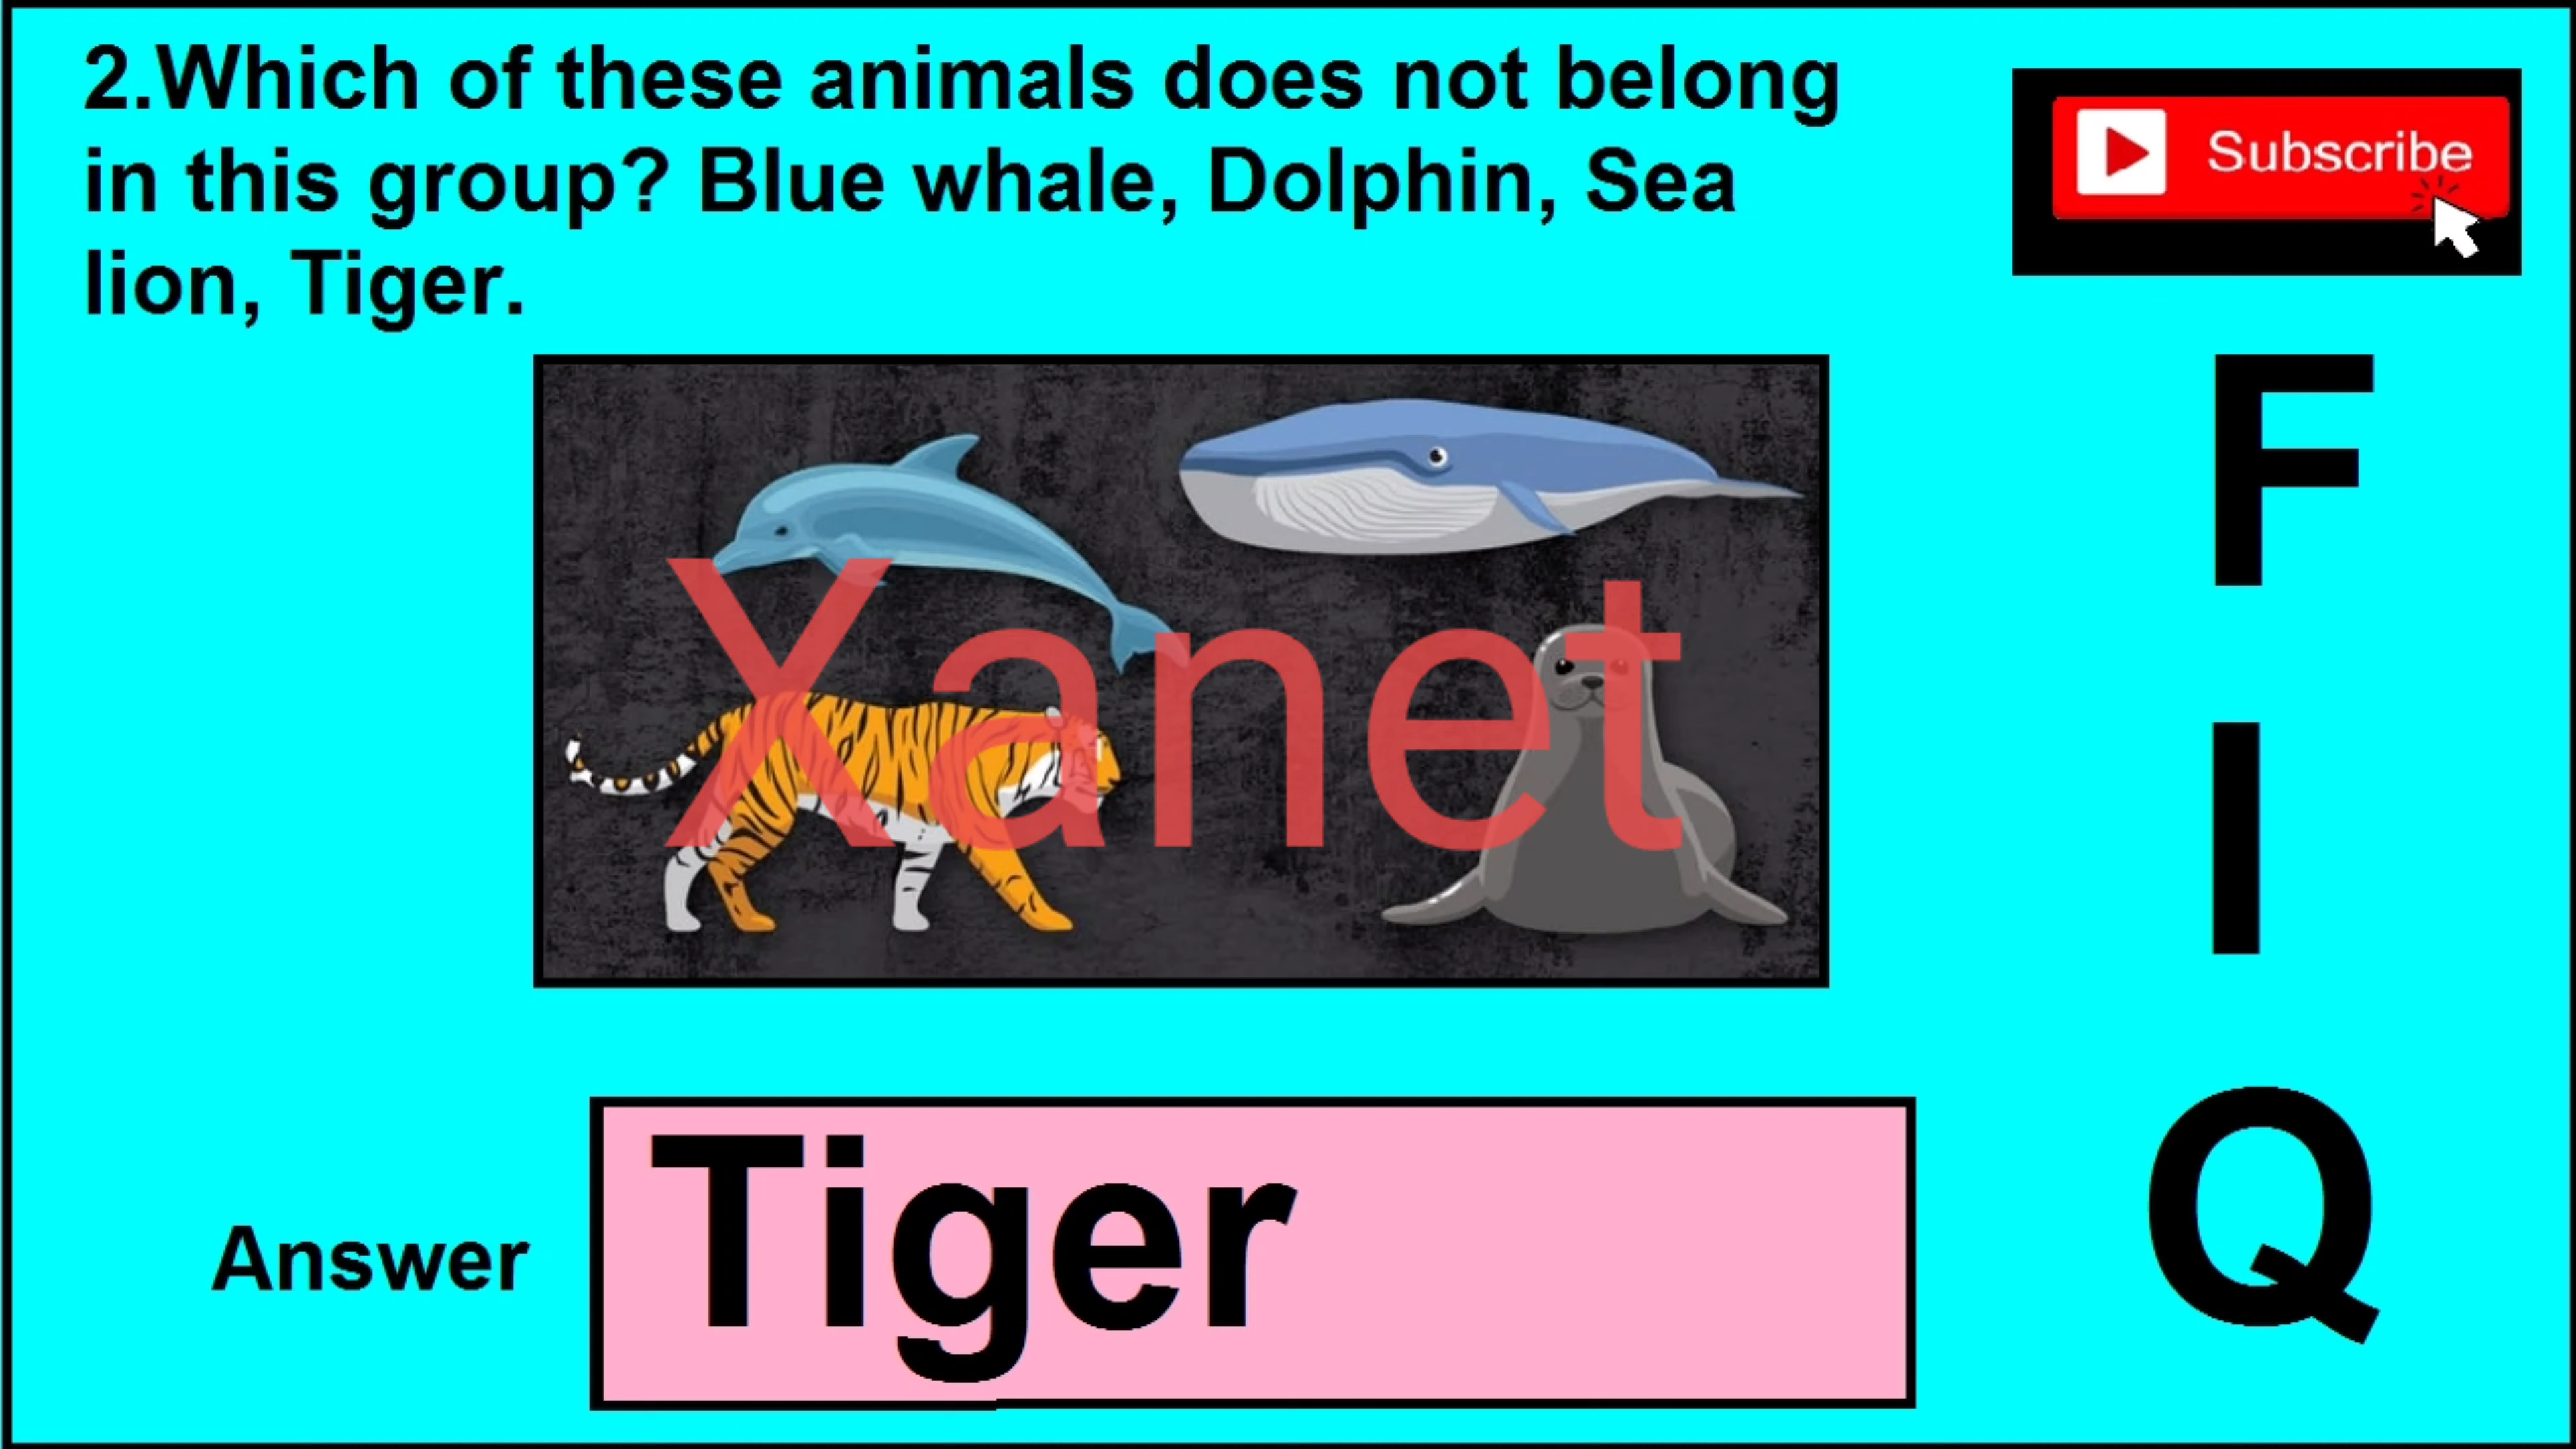 2.Which of these animals does not belong
in this group? Blue whale, Dolphin, Sea
lion, Tiger.
Subscribe
Xanet
F
I
Q
Answer
Tiger